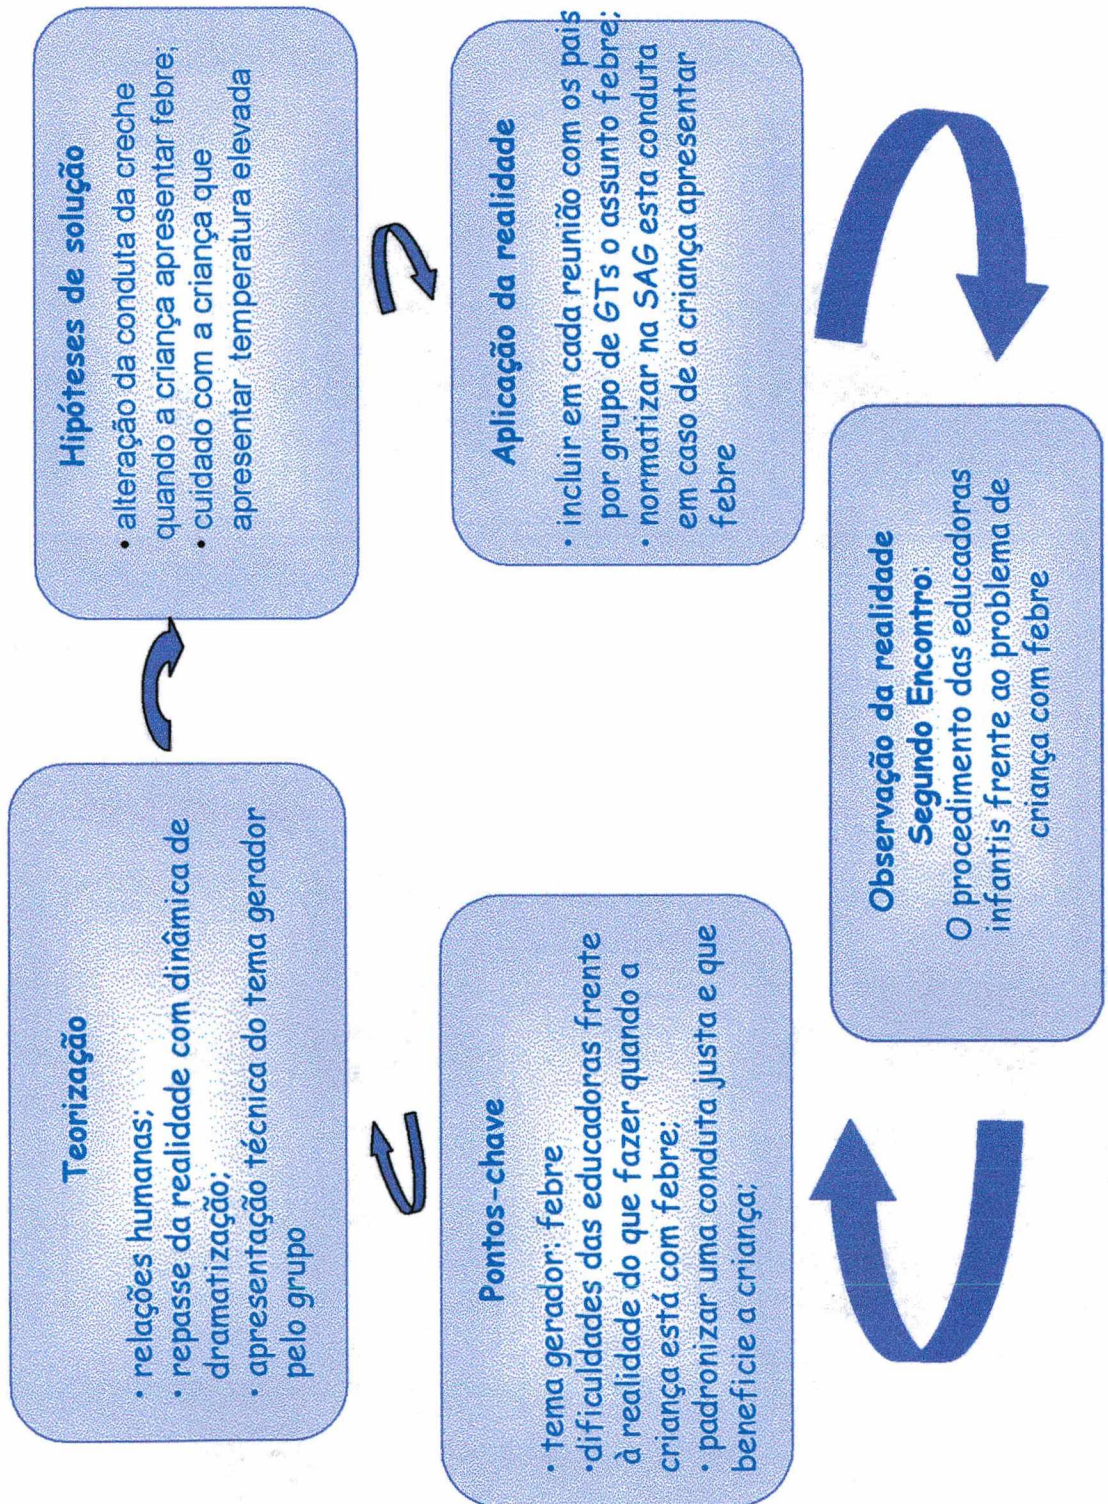 Teorização
• relações humanas;
• repasse da realidade com dinâmica de
dramatização;
• apresentação técnica do tema gerador
pelo grupo
Hipóteses de solução
• alteração da conduta da creche
quando a criança apresentar febre;
• cuidado com a criança que
apresentar temperatura elevada
Pontos-chave
• tema gerador: febre
•dificuldades das educadoras frente
à realidade do que fazer quando a
criança está com febre;
• padronizar uma conduta justa e que
beneficie a criança;
Aplicação da realidade
• incluir em cada reunião com os pais
por grupo de GTs o assunto febre;
• normatizar na SAG esta conduta
em caso de a criança apresentar
febre
Observação da realidade
Segundo Encontro:
O procedimento das educadoras
infantis frente ao problema de
criança com febre